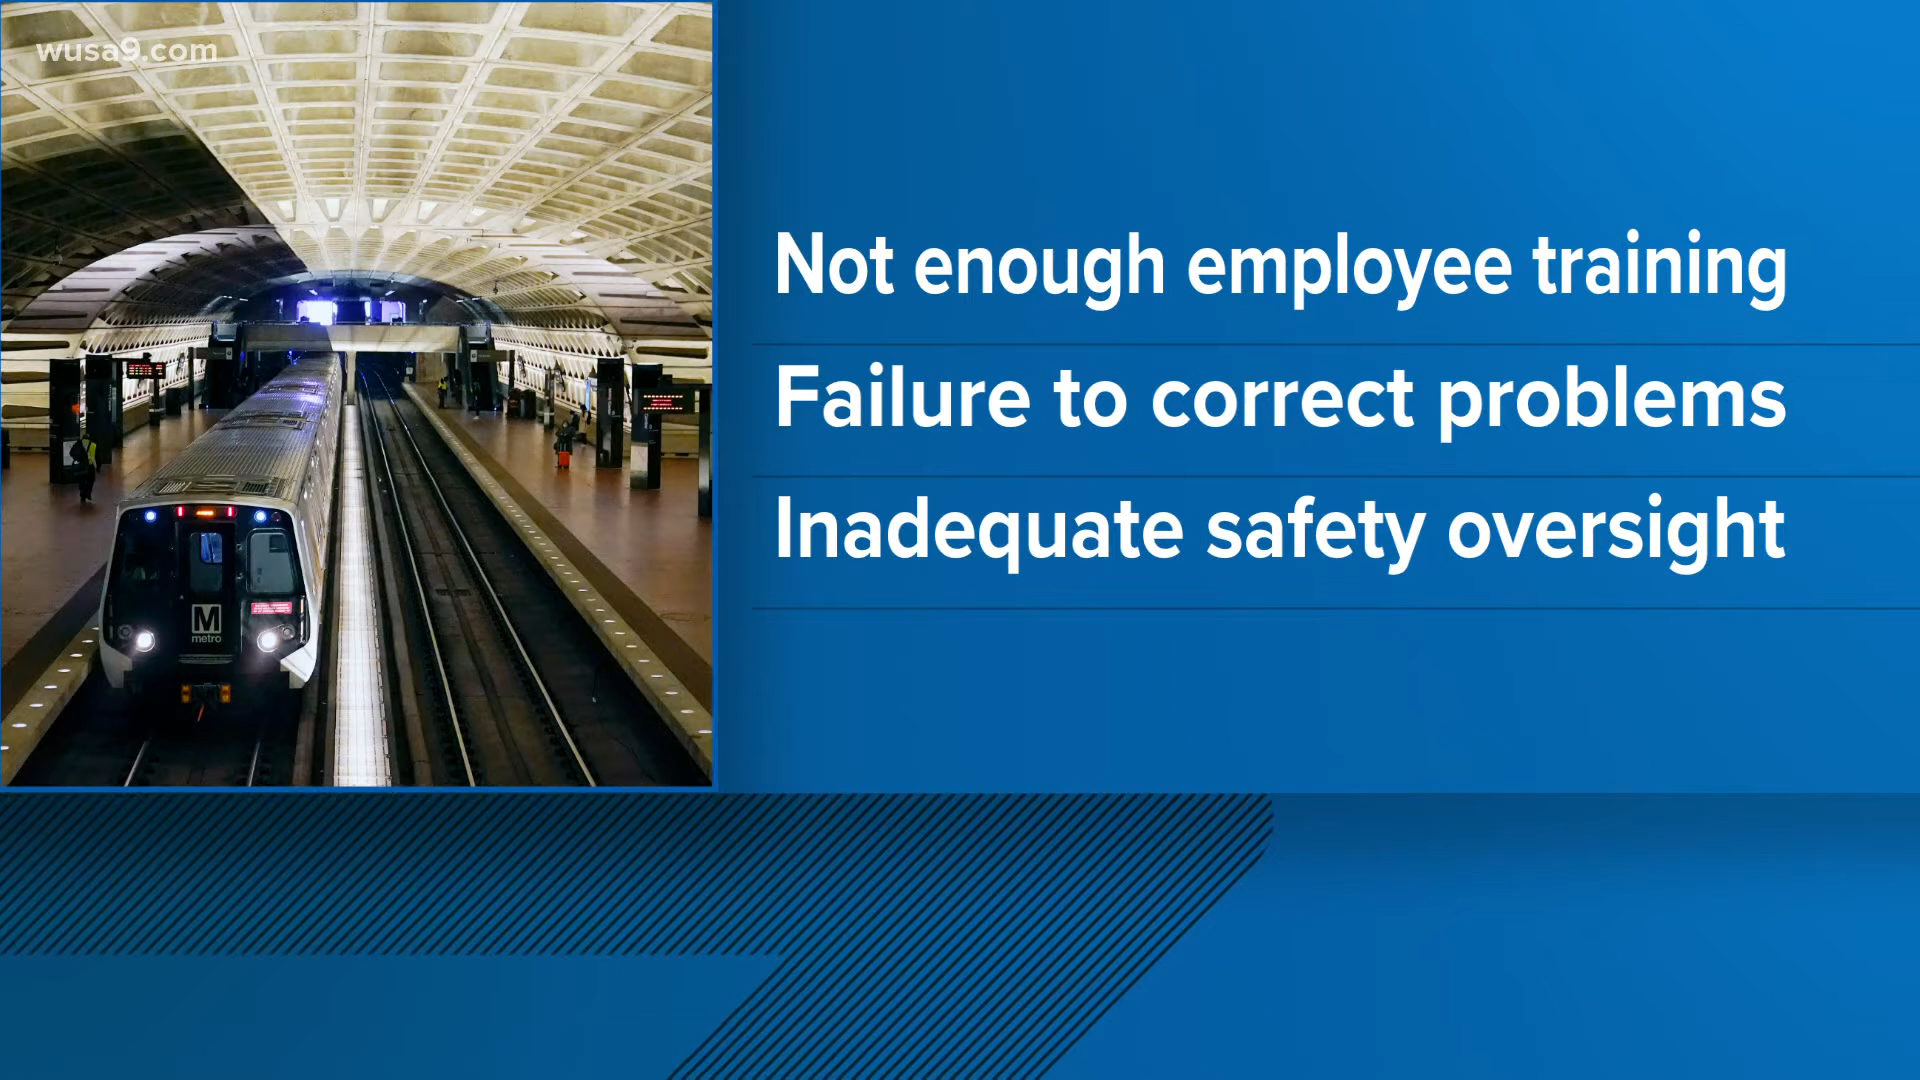 wusa9.com
Not enough employee training
Failure to correct problems
Inadequate safety oversight
M
metro